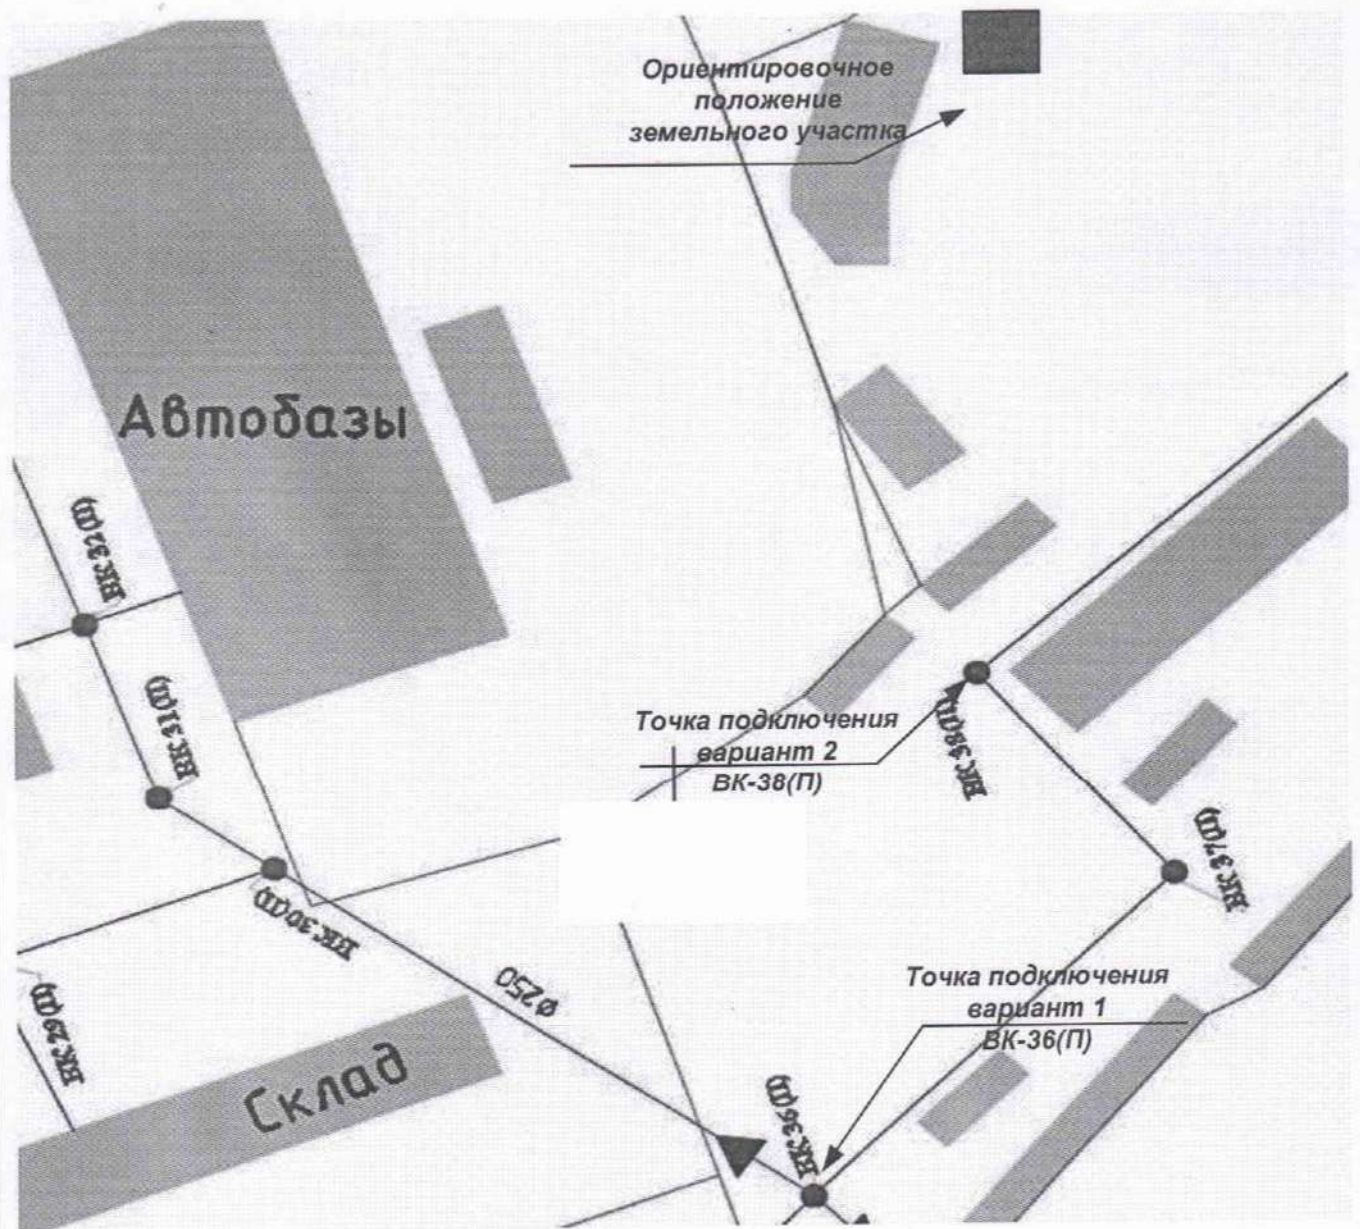 Ориентировочное
положение
земельного участка
Автобазы
ВК-32(П)
ВК-31(П)
Точка подключения
вариант 2
ВК-38(П)
ВК-38(П)
ВК-37(П)
ВК-30(П)
ø250
Точка подключения
вариант 1
ВК-36(П)
ВК-29(П)
Склад
ВК-36(П)